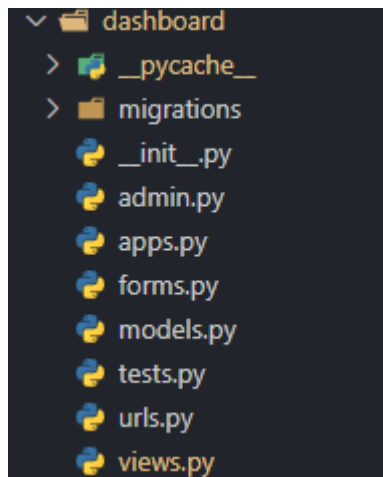 dashboard
__pycache__
migrations
__init__.py
admin.py
apps.py
forms.py
models.py
tests.py
urls.py
views.py